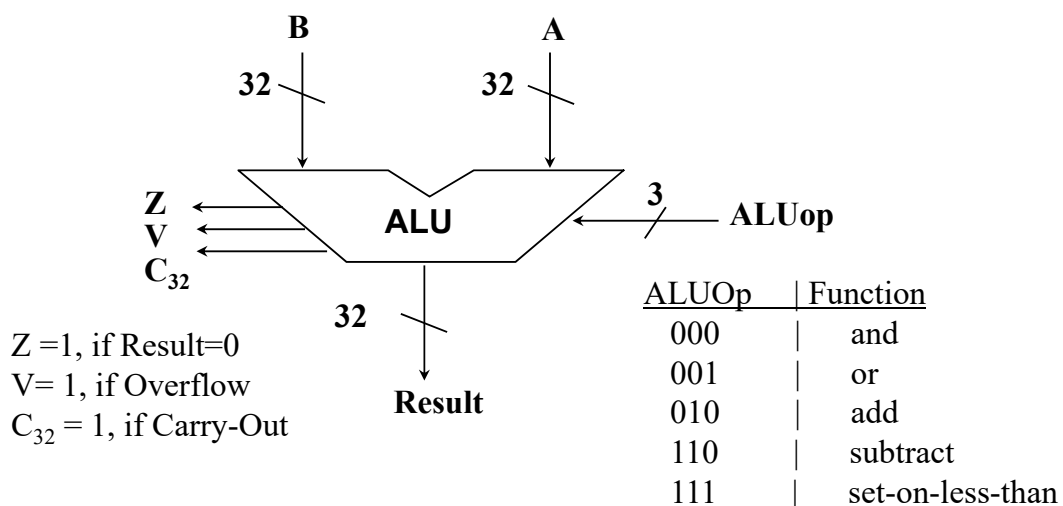 B A
32 32
3
Z
ALU ALUop
V
C32
ALUOp | Function
32
000 | and
Z =1, if Result=0
001 | or
V= 1, if Overflow
Result
010 | add
C32 = 1, if Carry-Out
110 | subtract
111 | set-on-less-than